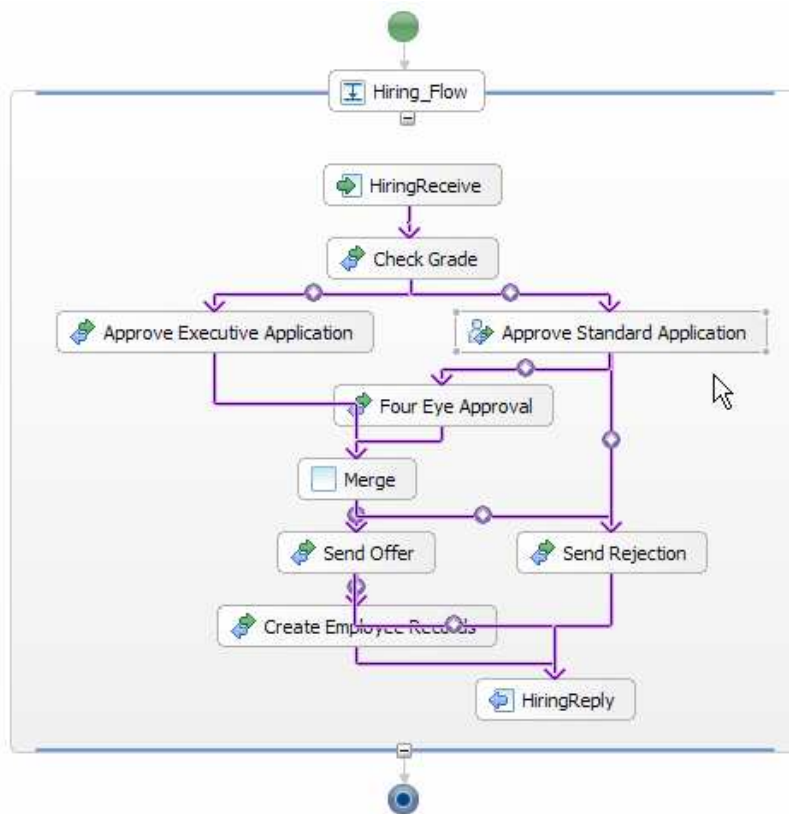 Hiring_Flow
HiringReceive
Check Grade
Approve Executive Application
Approve Standard Application
Four Eye Approval
Merge
Send Offer
Send Rejection
Create Employee Records
HiringReply